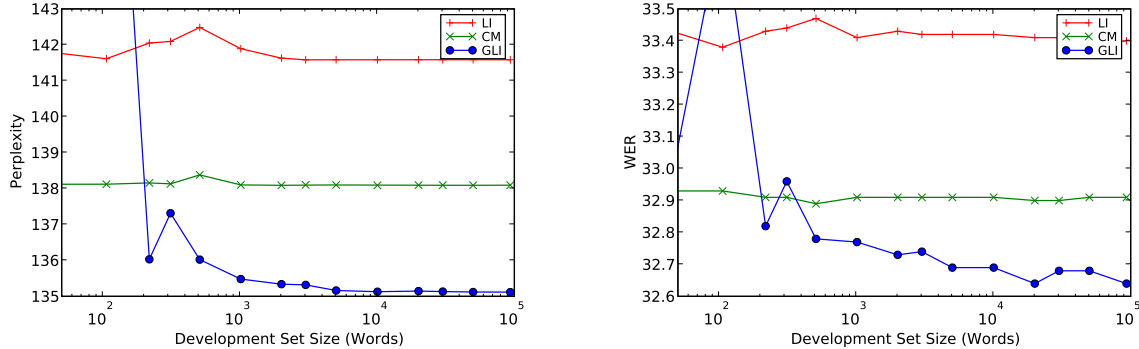 143
142
141
140
139
138
137
136
135
Perplexity
10^2
10^3
10^4
10^5
Development Set Size (Words)
LI
CM
GLI
33.5
33.4
33.3
33.2
33.1
33.0
32.9
32.8
32.7
32.6
WER
10^2
10^3
10^4
10^5
Development Set Size (Words)
LI
CM
GLI